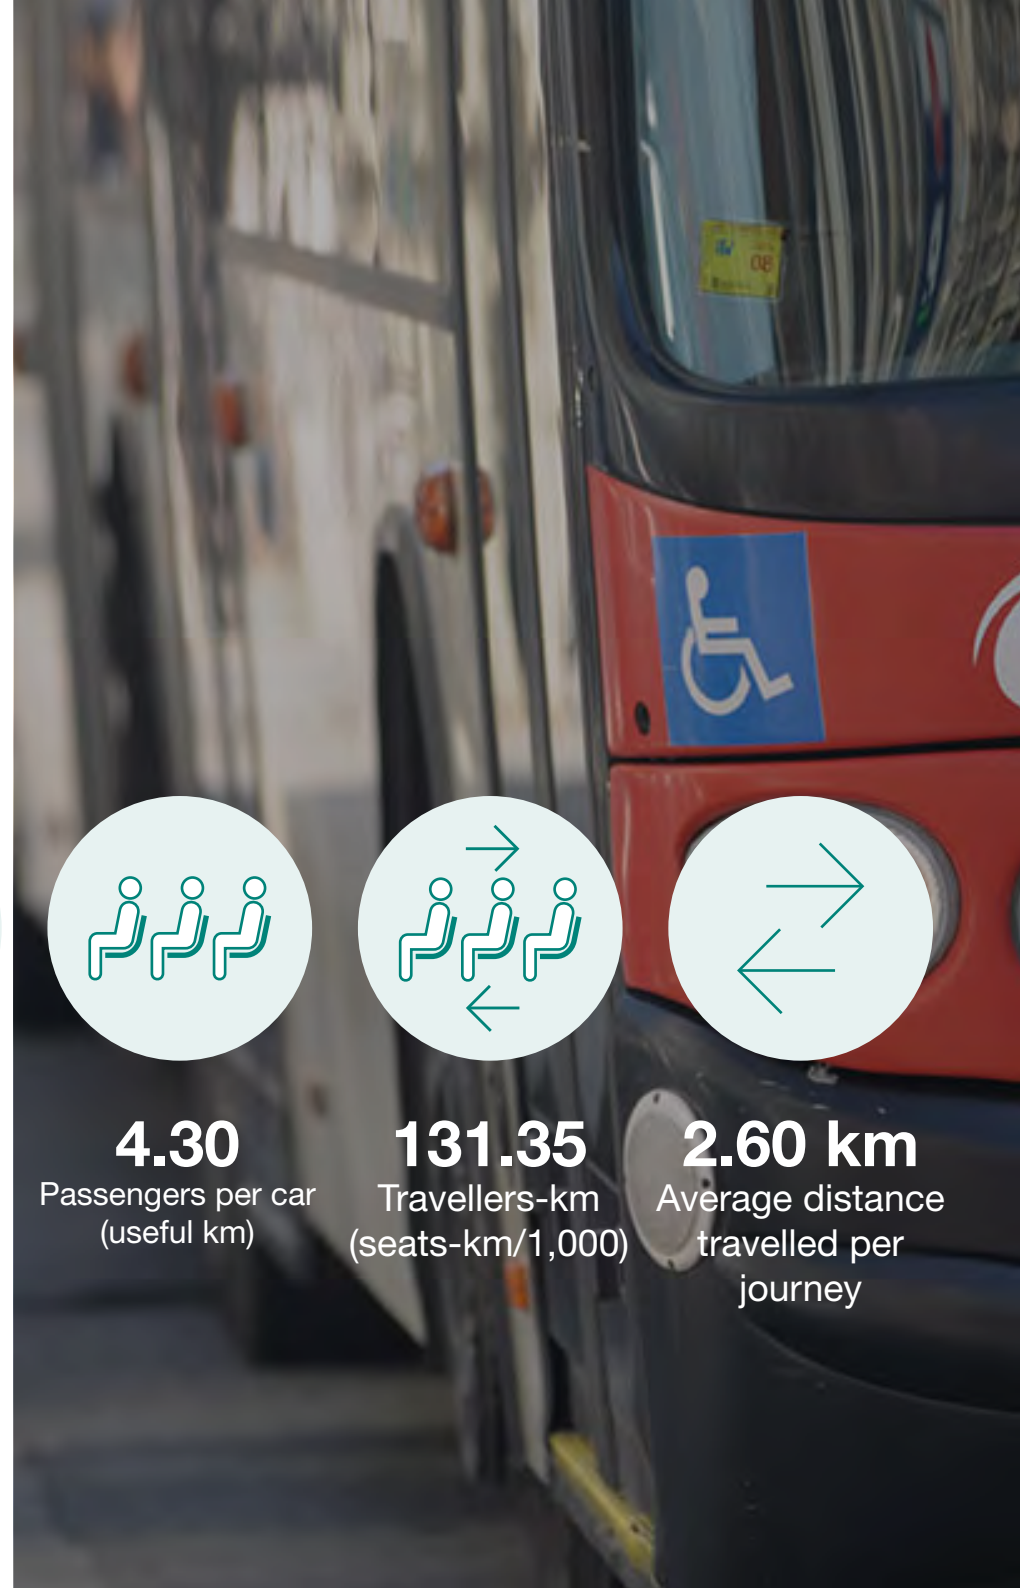 08
4.30
Passengers per car
(useful km)
131.35
Travellers-km
(seats-km/1,000)
2.60 km
Average distance
travelled per
journey